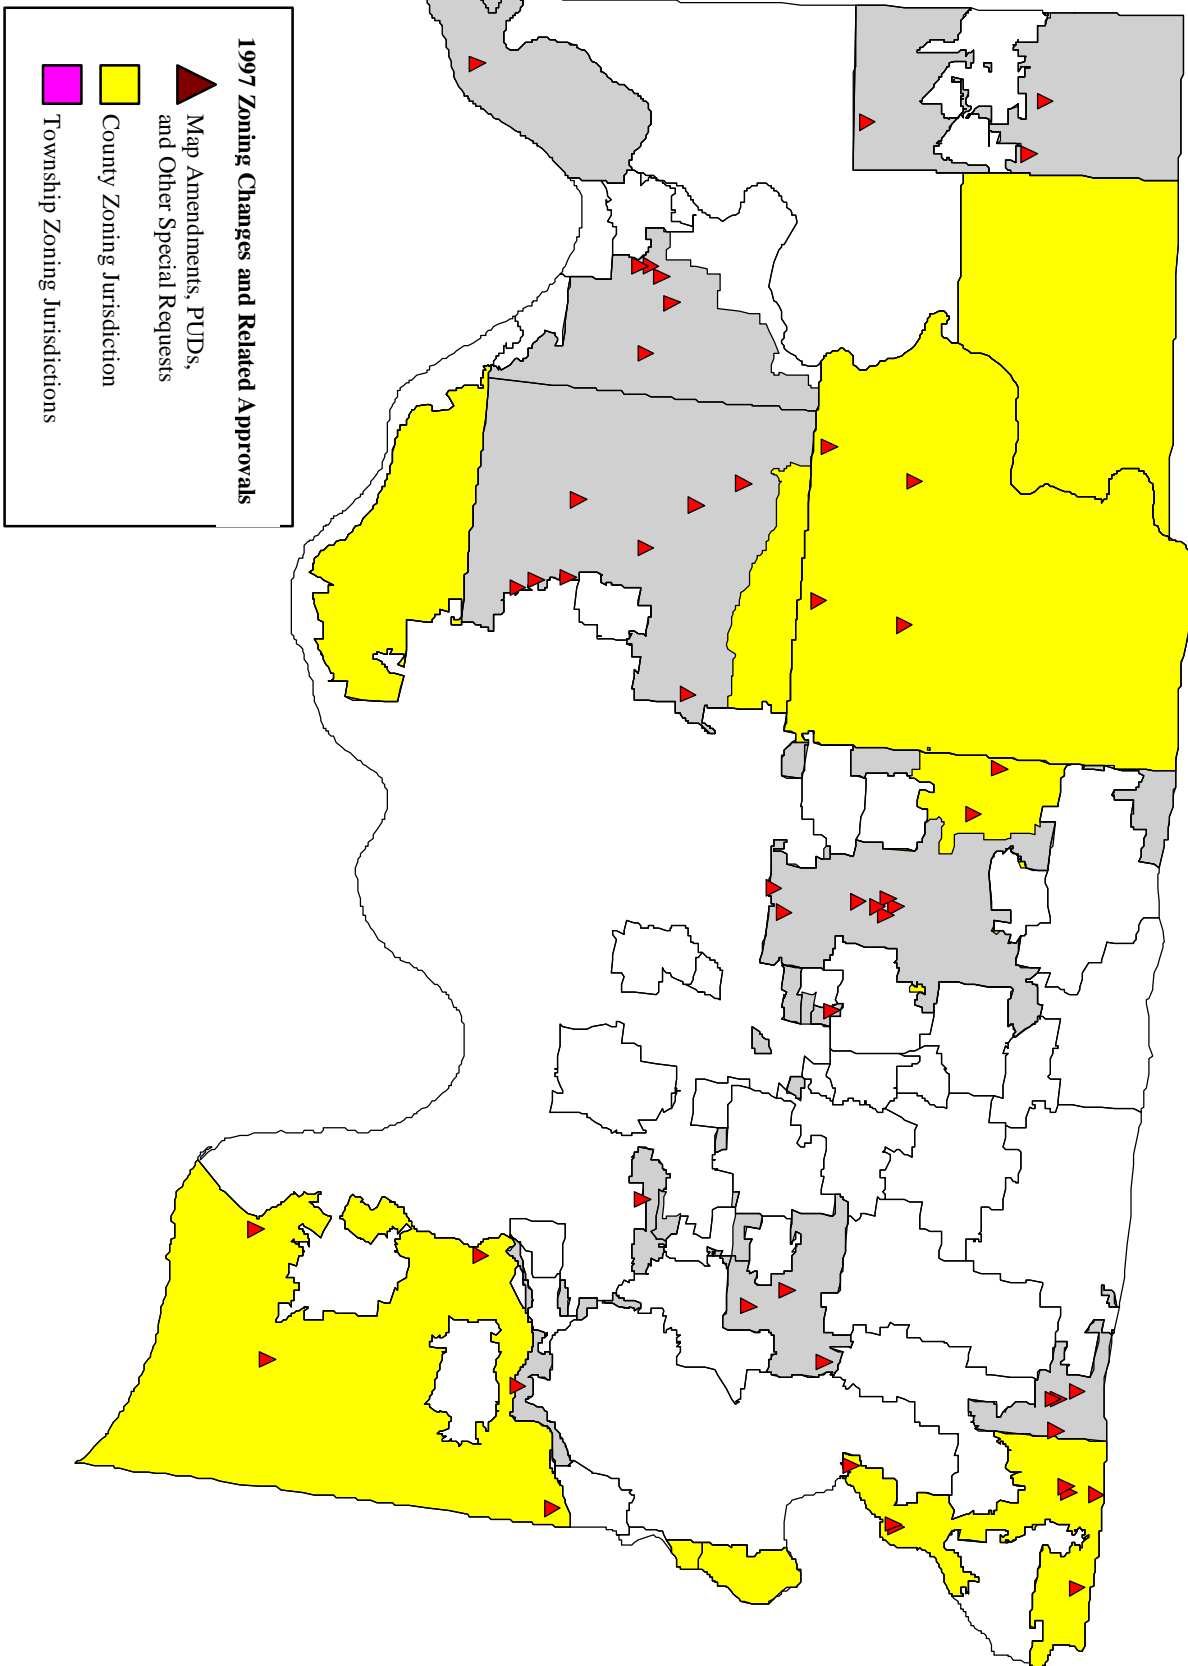 1997 Zoning Changes and Related Approvals
Map Amendments, PUDs,
and Other Special Requests
County Zoning Jurisdiction
Township Zoning Jurisdictions